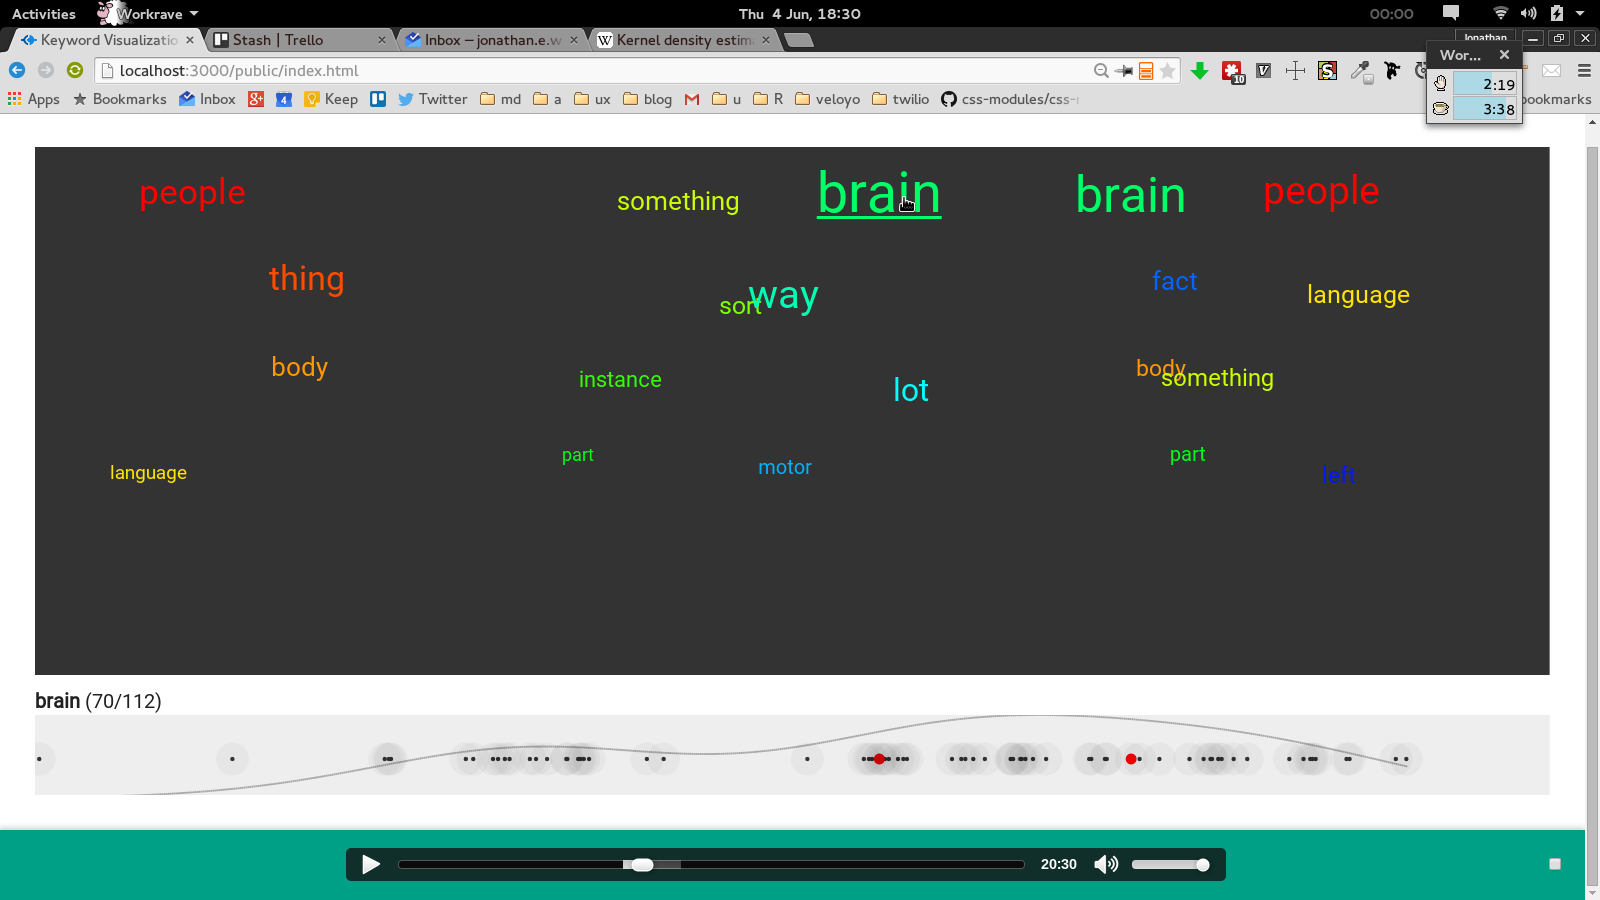 Activities Workrave Thu 4 Jun, 18:30 00:00
Keyword Visualizatio Stash | Trello Inbox – jonathan.e.w Kernel density estim Jonathan
Wor...
localhost:3000/public/index.html 10
2:19
Apps Bookmarks Inbox 4 Keep Twitter md a ux blog u R veloyo twilio css-modules/css- bookmarks
3:38
people something brain brain people
thing sort way fact language
body instance lot body something
language part motor part left
brain (70/112)
20:30